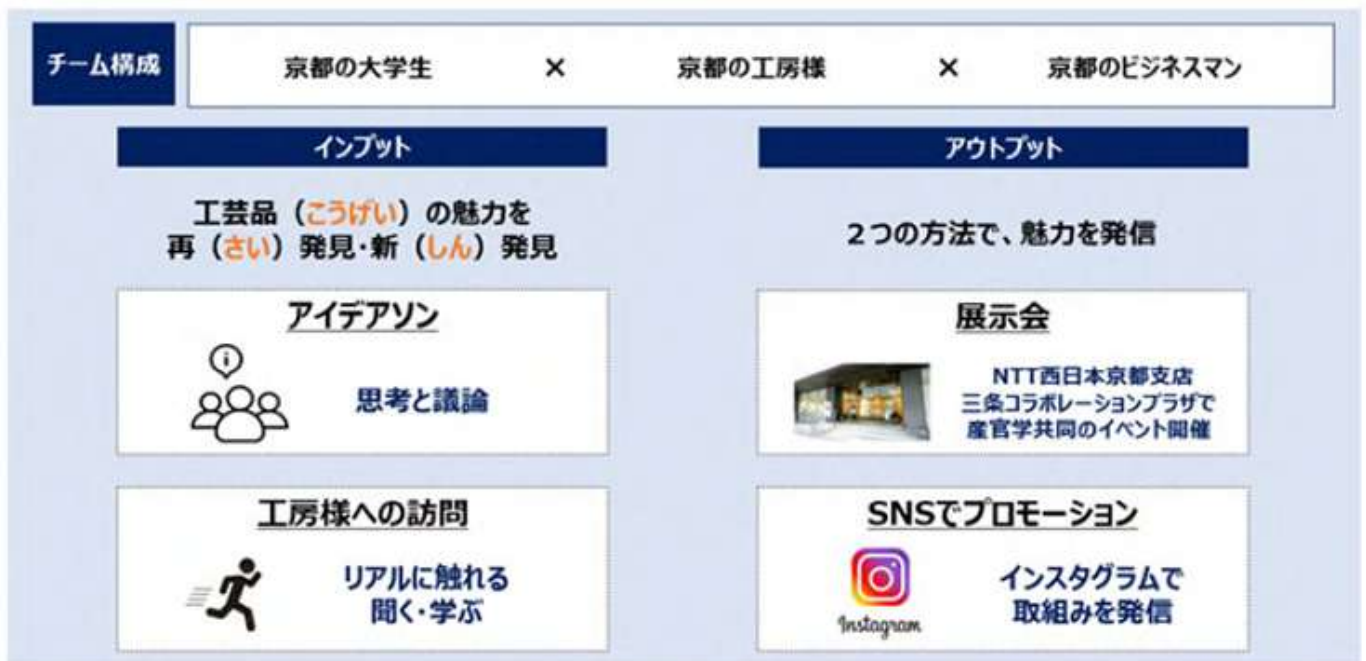 チーム構成
京都の大学生 × 京都の工房様 × 京都のビジネスマン
インプット
工芸品（こうげい）の魅力を
再（さい）発見・新（しん）発見
アイデアソン
思考と議論
工房様への訪問
リアルに触れる
聞く・学ぶ
アウトプット
２つの方法で、魅力を発信
展示会
NTT西日本京都支店
三条コラボレーションプラザで
産官学共同のイベント開催
SNSでプロモーション
Instagram
インスタグラムで
取組みを発信